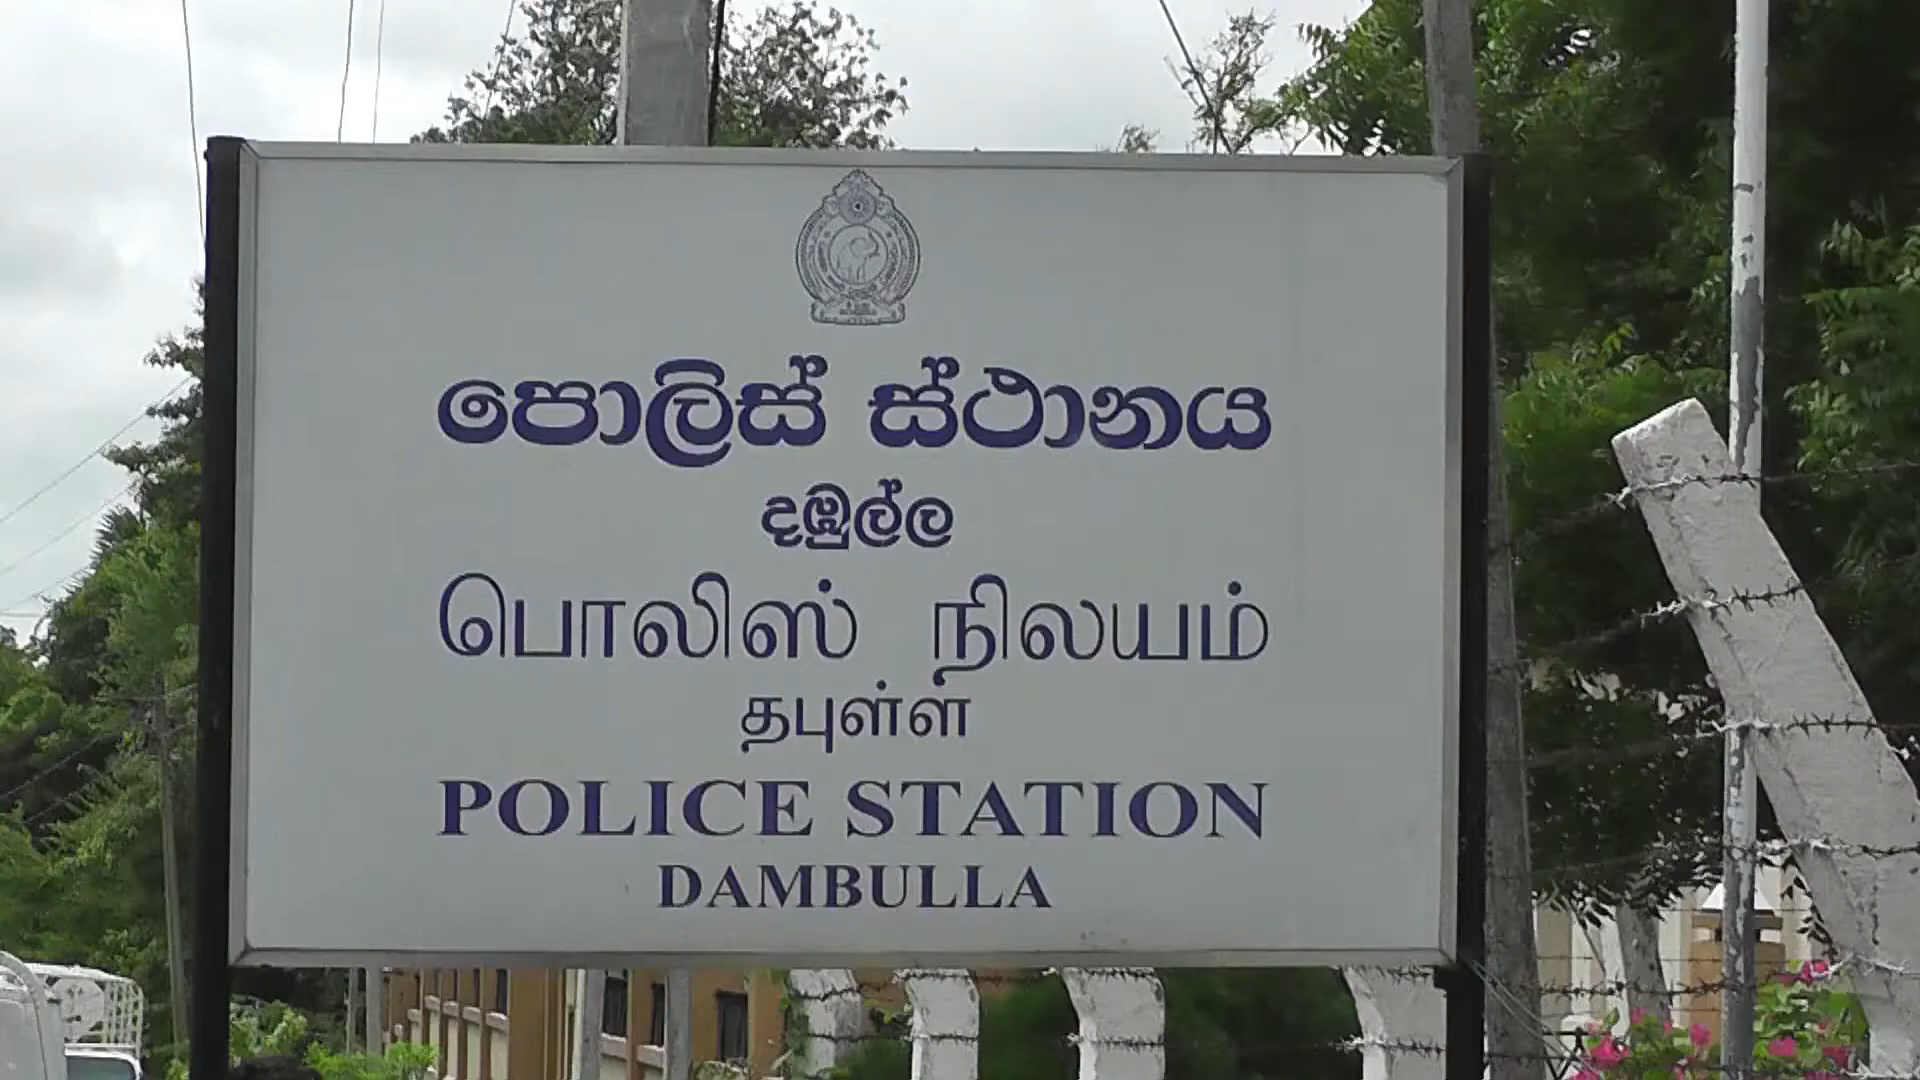 පොලිස් ස්ථානය
දඹුල්ල
பொலிஸ் நிலயம்
தபுள்ள
POLICE STATION
DAMBULLA